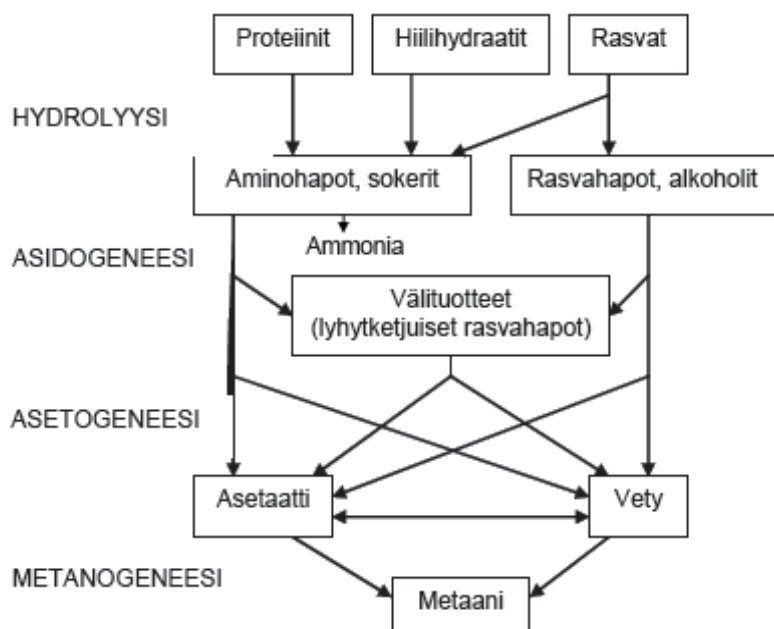 Proteiinit
Hiilihydraatit
Rasvat
HYDROLYYSI
Aminohapot, sokerit
Rasvahapot, alkoholit
Ammonia
ASIDOGENEESI
Välituotteet
(lyhytketjuiset rasvahapot)
ASETOGENEESI
Asetaatti
Vety
METANOGENEESI
Metaani